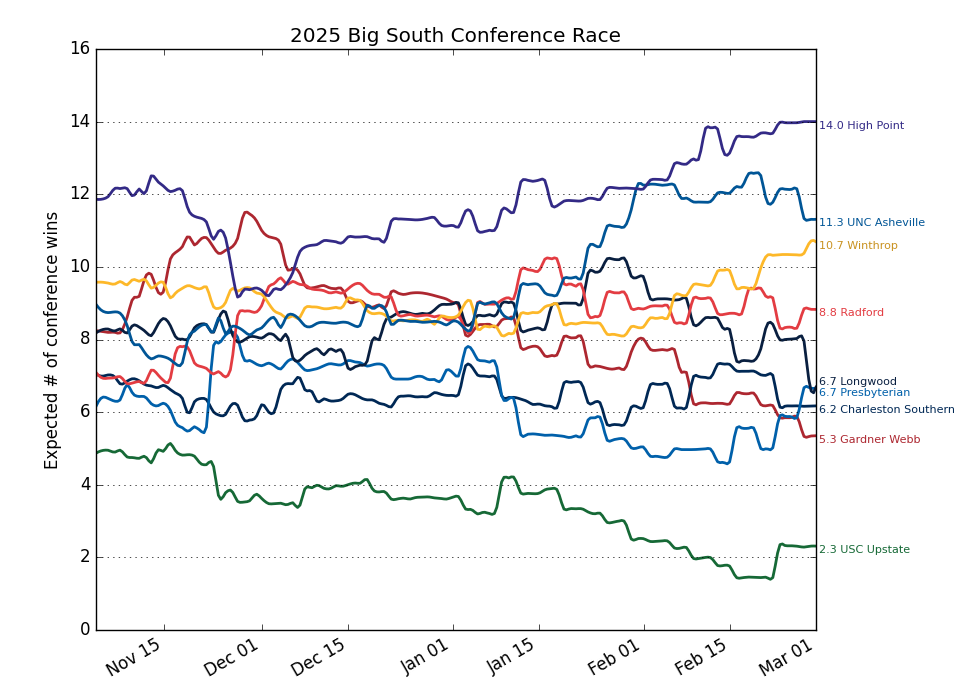 2025 Big South Conference Race
Expected # of conference wins
16
14
12
10
8
6
4
2
0
14.0 High Point
11.3 UNC Asheville
10.7 Winthrop
8.8 Radford
6.7 Longwood
6.7 Presbyterian
6.2 Charleston Southern
5.3 Gardner Webb
2.3 USC Upstate
Nov 15
Dec 01
Dec 15
Jan 01
Jan 15
Feb 01
Feb 15
Mar 01